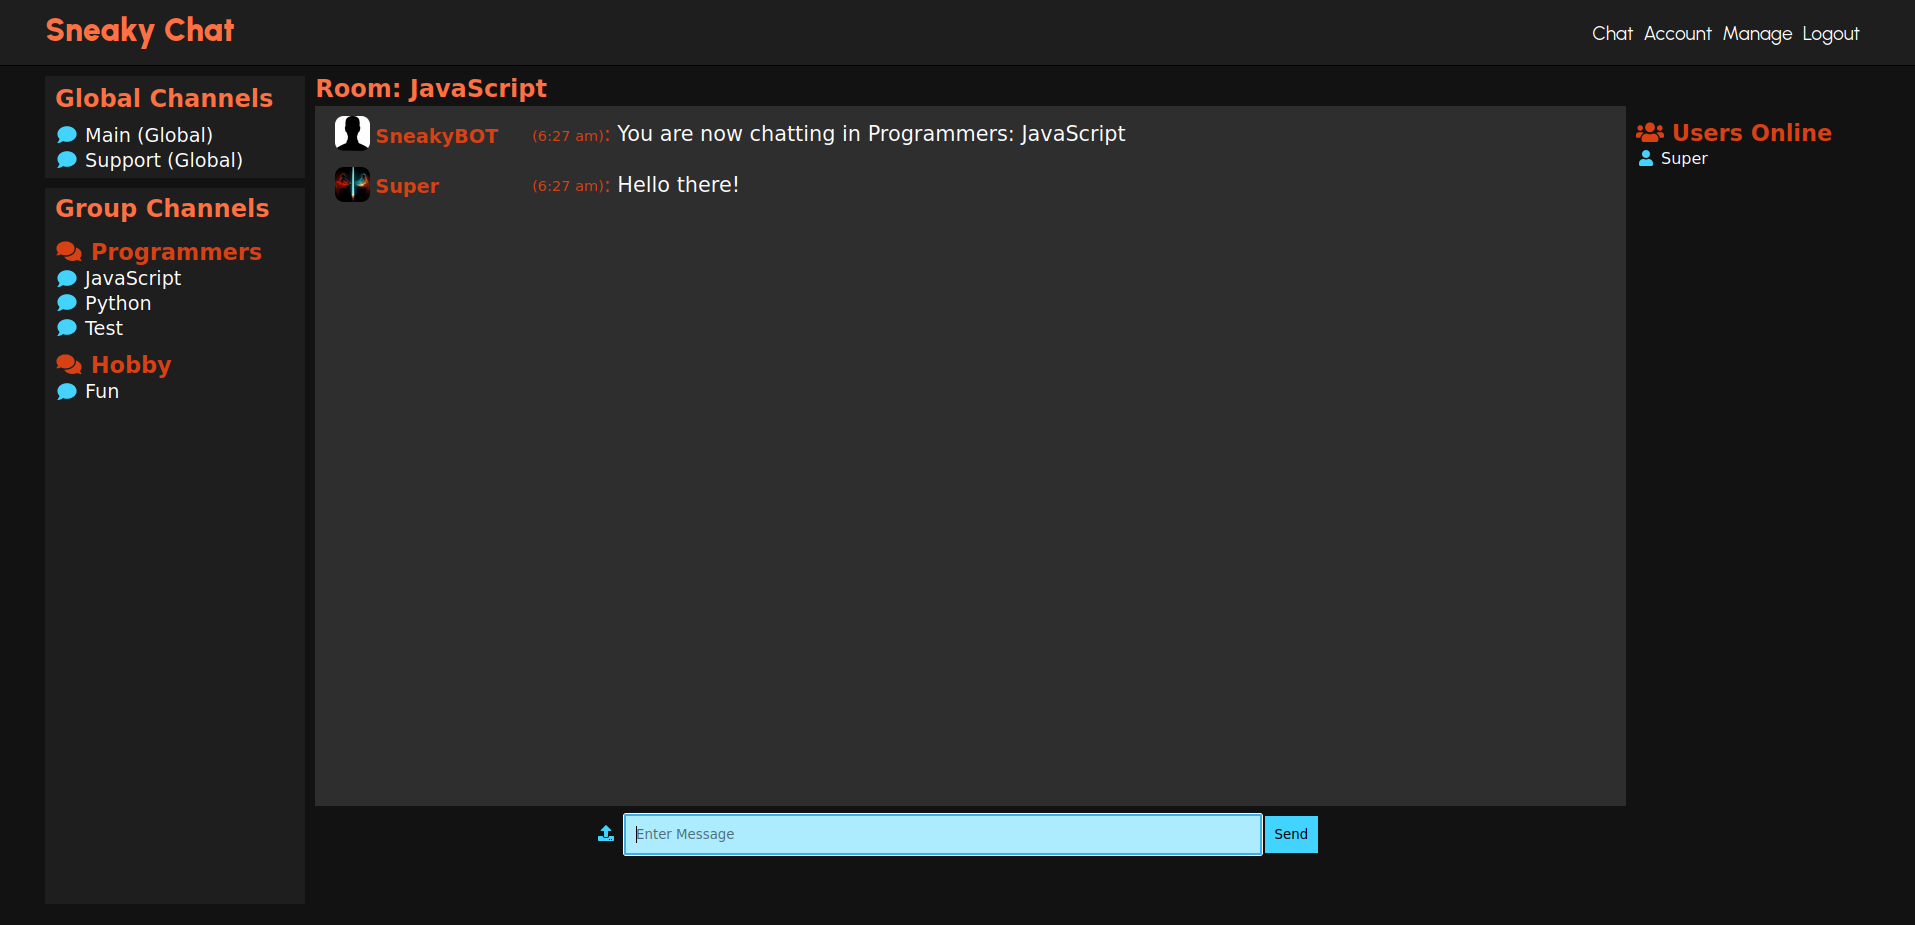 Sneaky Chat
Chat Account Manage Logout
Global Channels
Main (Global)
Support (Global)
Group Channels
Programmers
JavaScript
Python
Test
Hobby
Fun
Room: JavaScript
SneakyBOT (6:27 am): You are now chatting in Programmers: JavaScript
Super (6:27 am): Hello there!
Enter Message
Send
Users Online
Super